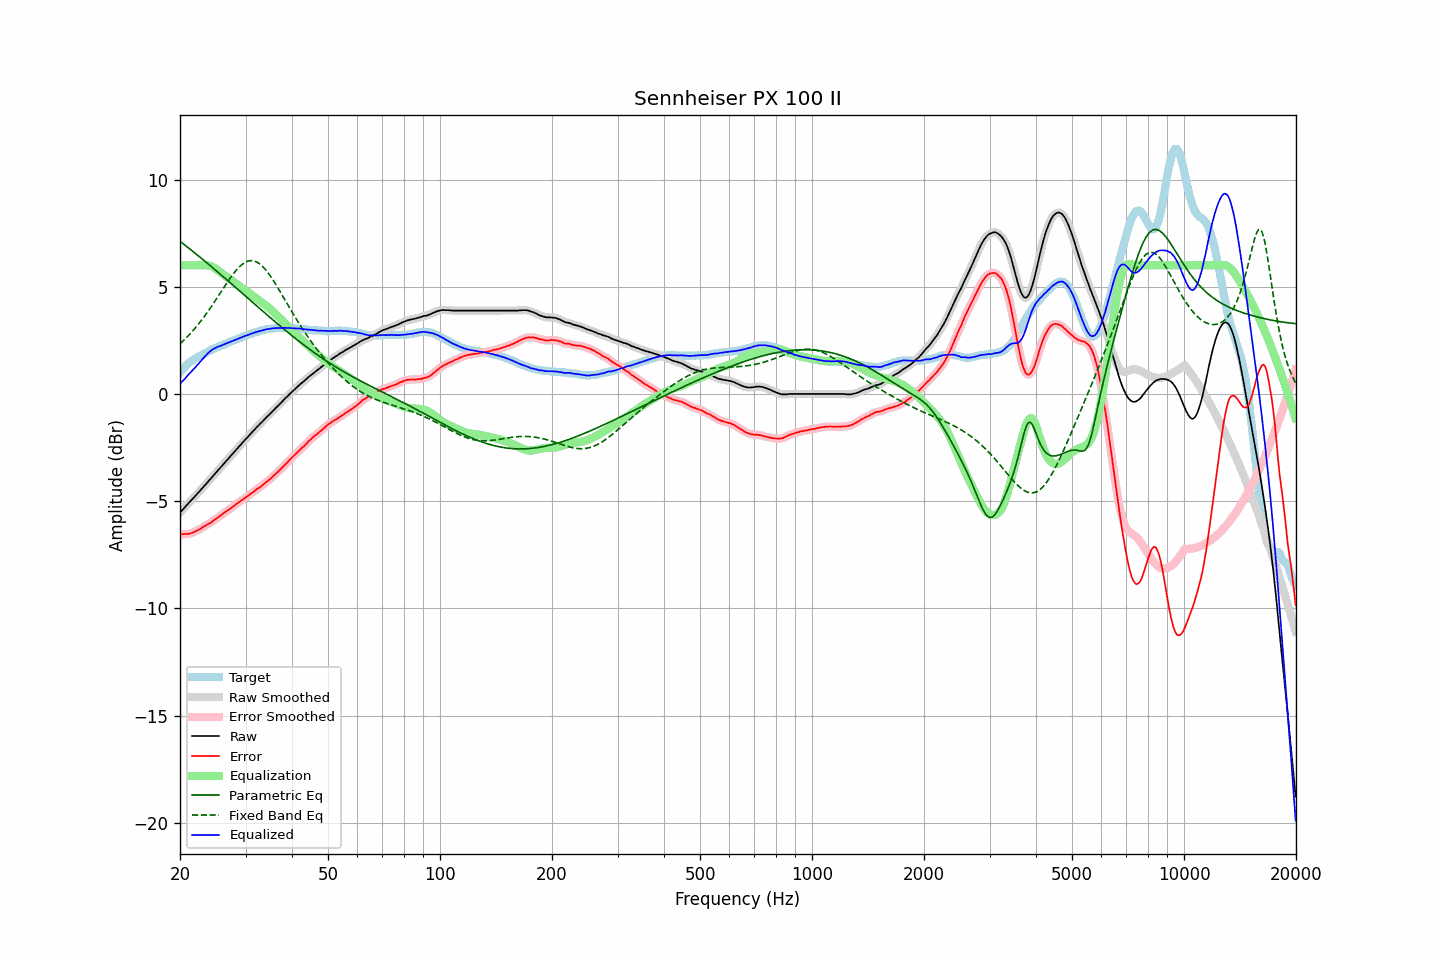 Sennheiser PX 100 II
Amplitude (dBr)
10
5
0
−5
−10
−15
−20
Target
Raw Smoothed
Error Smoothed
Raw
Error
Equalization
Parametric Eq
Fixed Band Eq
Equalized
20 50 100 200 500 1000 2000 5000 10000 20000
Frequency (Hz)